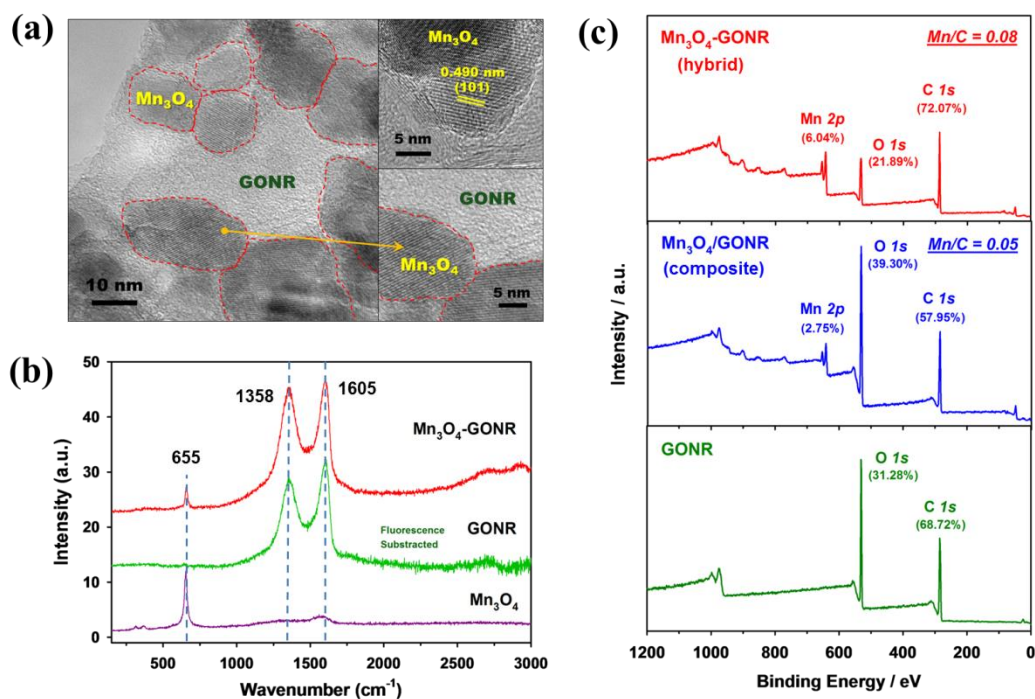 (a)
Mn₃O₄
GONR
10 nm
Mn₃O₄
0.490 nm
(101)
5 nm
GONR
Mn₃O₄
5 nm
(b)
50
40
30
20
10
0
Intensity (a.u.)
655
1358
1605
Mn₃O₄-GONR
Fluorescence
Substracted
GONR
Mn₃O₄
500
1000
1500
2000
2500
3000
Wavenumber (cm⁻¹)
(c)
Mn₃O₄-GONR
(hybrid)
Mn/C = 0.08
Mn 2p
(6.04%)
O 1s
(21.89%)
C 1s
(72.07%)
Mn₃O₄/GONR
(composite)
Mn/C = 0.05
Mn 2p
(2.75%)
O 1s
(39.30%)
C 1s
(57.95%)
GONR
O 1s
(31.28%)
C 1s
(68.72%)
Intensity / a.u.
1200
1000
800
600
400
200
0
Binding Energy / eV